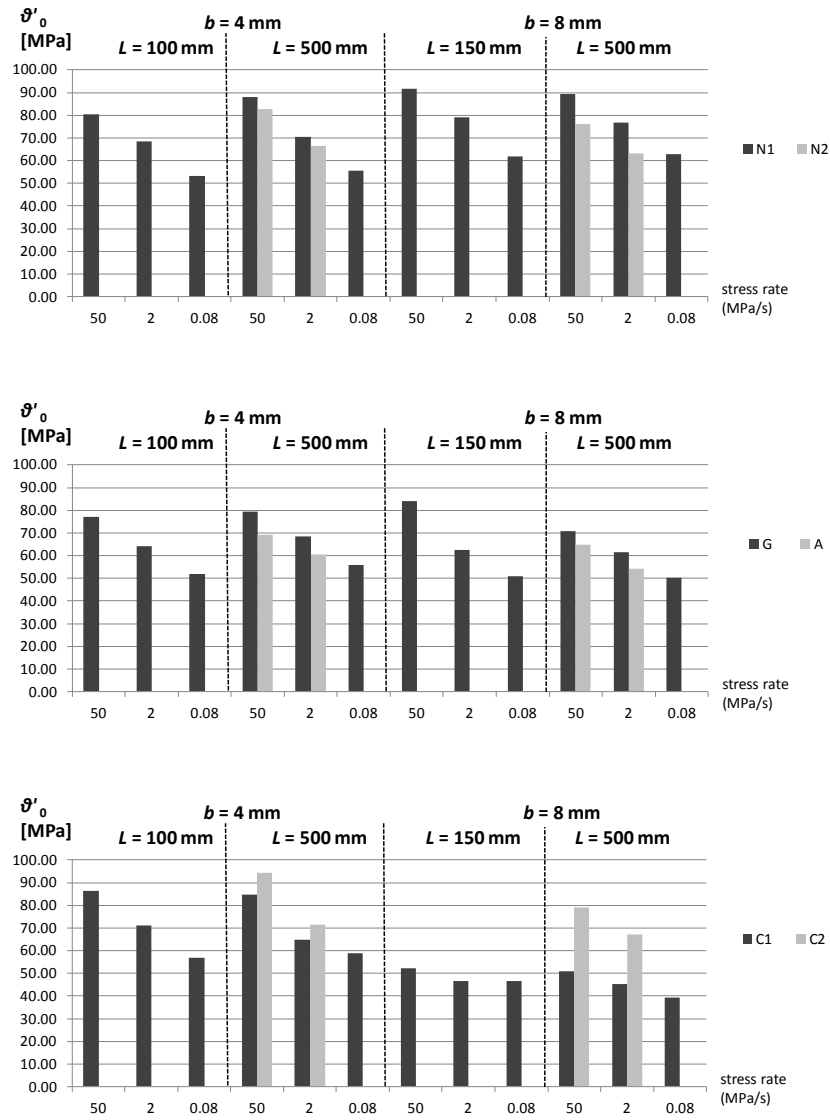 ϑ'₀
[MPa]
b = 4 mm b = 8 mm
L = 100 mm L = 500 mm L = 150 mm L = 500 mm
100.00
90.00
80.00
70.00
60.00
50.00
40.00
30.00
20.00
10.00
0.00
N1 N2
stress rate
(MPa/s)
50 2 0.08 50 2 0.08 50 2 0.08 50 2 0.08
ϑ'₀
[MPa]
b = 4 mm b = 8 mm
L = 100 mm L = 500 mm L = 150 mm L = 500 mm
100.00
90.00
80.00
70.00
60.00
50.00
40.00
30.00
20.00
10.00
0.00
G A
stress rate
(MPa/s)
50 2 0.08 50 2 0.08 50 2 0.08 50 2 0.08
ϑ'₀
[MPa]
b = 4 mm b = 8 mm
L = 100 mm L = 500 mm L = 150 mm L = 500 mm
100.00
90.00
80.00
70.00
60.00
50.00
40.00
30.00
20.00
10.00
0.00
C1 C2
stress rate
(MPa/s)
50 2 0.08 50 2 0.08 50 2 0.08 50 2 0.08